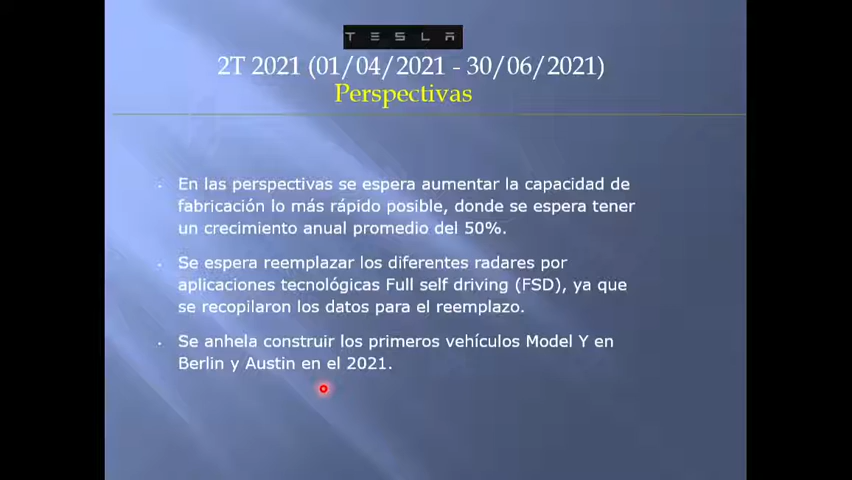 TESLA
2T 2021 (01/04/2021 - 30/06/2021)
Perspectivas
En las perspectivas se espera aumentar la capacidad de
fabricación lo más rápido posible, donde se espera tener
un crecimiento anual promedio del 50%.
Se espera reemplazar los diferentes radares por
aplicaciones tecnológicas Full self driving (FSD), ya que
se recopilaron los datos para el reemplazo.
Se anhela construir los primeros vehículos Model Y en
Berlin y Austin en el 2021.